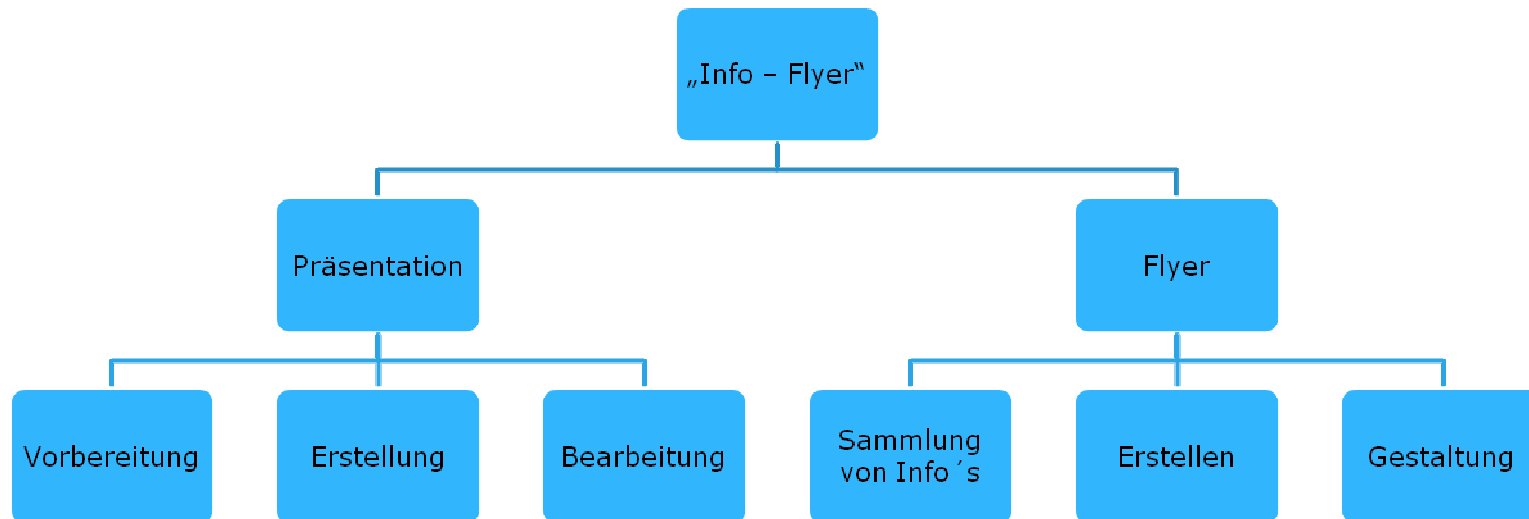 „Info – Flyer“
Präsentation
Flyer
Vorbereitung
Erstellung
Bearbeitung
Sammlung
von Info´s
Erstellen
Gestaltung